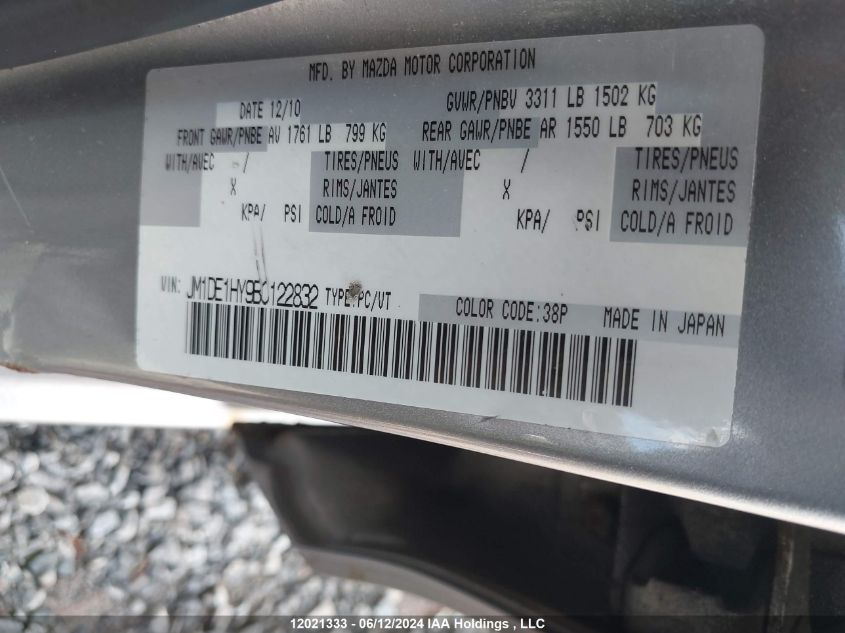 MFD. BY MAZDA MOTOR CORPORATION
DATE 12/10 GVWR/PNBV 3311 LB 1502 KG
FRONT GAWR/PNBE AV 1761 LB 799 KG REAR GAWR/PNBE AR 1550 LB 703 KG
WITH/AVEC / TIRES/PNEUS WITH/AVEC / TIRES/PNEUS
X RIMS/JANTES X RIMS/JANTES
KPA/ PSI COLD/A FROID KPA/ PSI COLD/A FROID
VIN: JM1DE1HY9B0122832 TYPE:PC/VT COLOR CODE:38P MADE IN JAPAN
12021333 - 06/12/2024 IAA Holdings , LLC